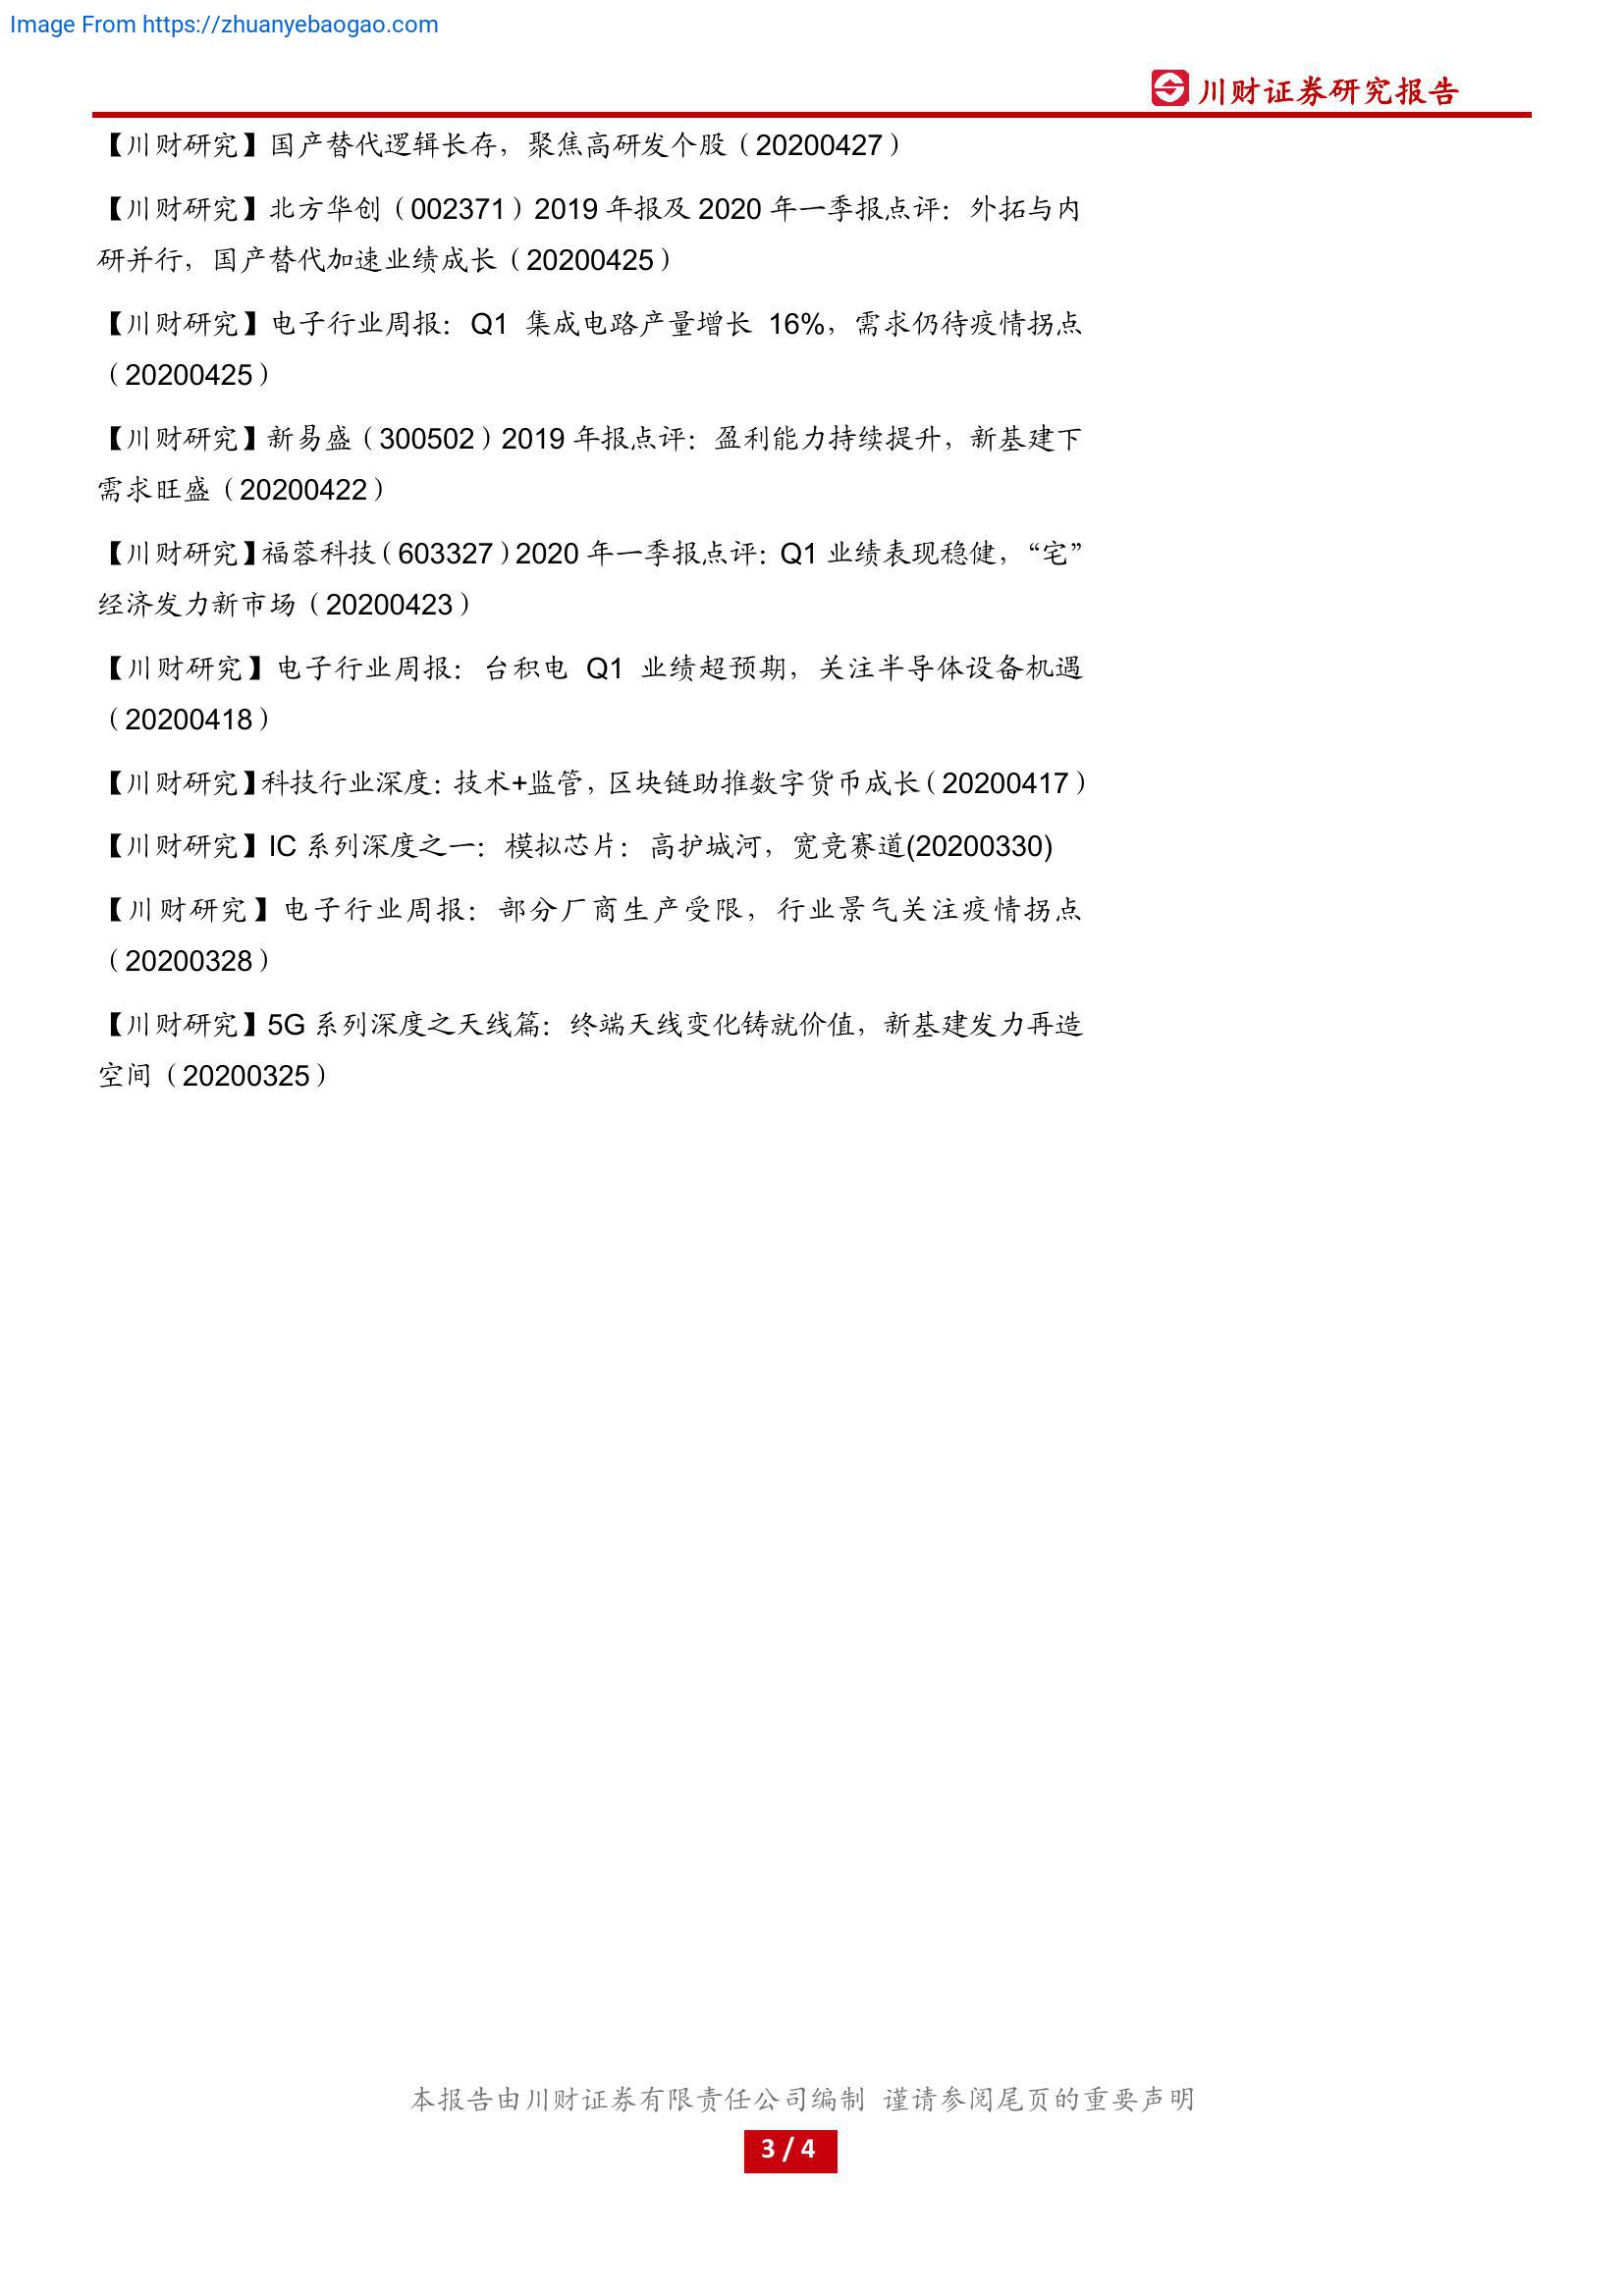 Image From https://zhuanyebaogao.com
川财证券研究报告
【川财研究】国产替代逻辑长存，聚焦高研发个股（20200427）
【川财研究】北方华创（002371）2019 年报及 2020 年一季报点评：外拓与内
研并行，国产替代加速业绩成长（20200425）
【川财研究】电子行业周报：Q1 集成电路产量增长 16%，需求仍待疫情拐点
（20200425）
【川财研究】新易盛（300502）2019 年报点评：盈利能力持续提升，新基建下
需求旺盛（20200422）
【川财研究】福蓉科技（603327）2020 年一季报点评：Q1 业绩表现稳健，“宅”
经济发力新市场（20200423）
【川财研究】电子行业周报：台积电 Q1 业绩超预期，关注半导体设备机遇
（20200418）
【川财研究】科技行业深度：技术+监管，区块链助推数字货币成长（20200417）
【川财研究】IC 系列深度之一：模拟芯片：高护城河，宽竞赛道(20200330)
【川财研究】电子行业周报：部分厂商生产受限，行业景气关注疫情拐点
（20200328）
【川财研究】5G 系列深度之天线篇：终端天线变化铸就价值，新基建发力再造
空间（20200325）
本报告由川财证券有限责任公司编制 谨请参阅尾页的重要声明
3 / 4